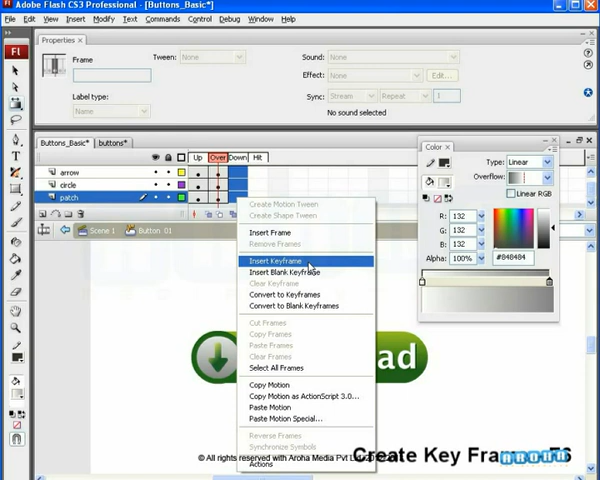 Adobe Flash CS3 Professional - [Buttons_Basic*]
File Edit View Insert Modify Text Commands Control Debug Window Help
Fl
Properties
Frame
Tween: None
Sound: None
Effect: None
Edit...
Label type:
Name
Sync: Stream Repeat 1
No sound selected
Buttons_Basic* buttons*
Up Over Down Hit
arrow
circle
patch
Scene 1 Button_01
Color
Type: Linear
Overflow:
Linear RGB
R: 132
G: 132
B: 132
Alpha: 100%
#848484
Create Motion Tween
Create Shape Tween
Insert Frame
Remove Frames
Insert Keyframe
Insert Blank Keyframe
Clear Keyframe
Convert to Keyframes
Convert to Blank Keyframes
Cut Frames
Copy Frames
Paste Frames
Clear Frames
Select All Frames
Copy Motion
Copy Motion as ActionScript 3.0...
Paste Motion
Paste Motion Special...
Reverse Frames
Synchronize Symbols
Actions
ad
© All rights reserved with Aroha Media Pvt Ltd
Create Key Frame